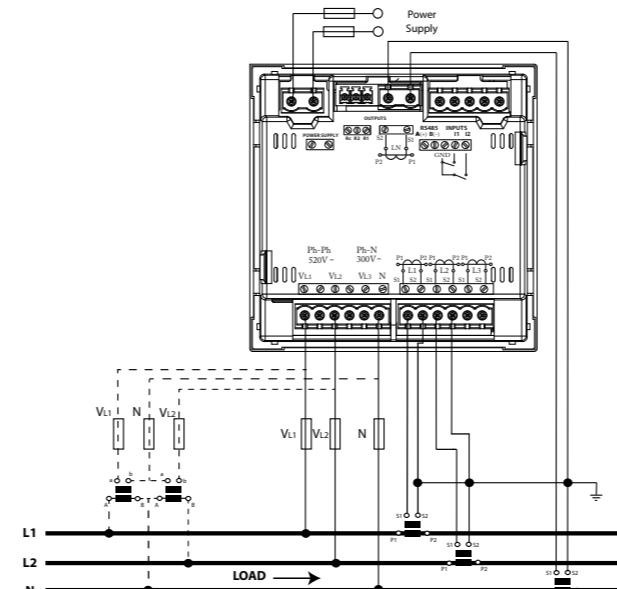 Power
Supply
OUTPUTS
POWER SUPPLY
Rc R2 R1
S2 S1
LN
P2 P1
RS485 INPUTS
A(+) B(-) I1 I2
GND
Ph-Ph Ph-N
520V ~ 300V ~
VL1 VL2 VL3 N
P1 P2 P1 P2 P1 P2
L1 L2 L3
S1 S2 S1 S2 S1 S2
VL1 N VL2
VL1 VL2 N
a b a b
A B A B
S1 S2
L1
P1 P2
S1 S2
L2
P1 P2
LOAD
S1 S2
N